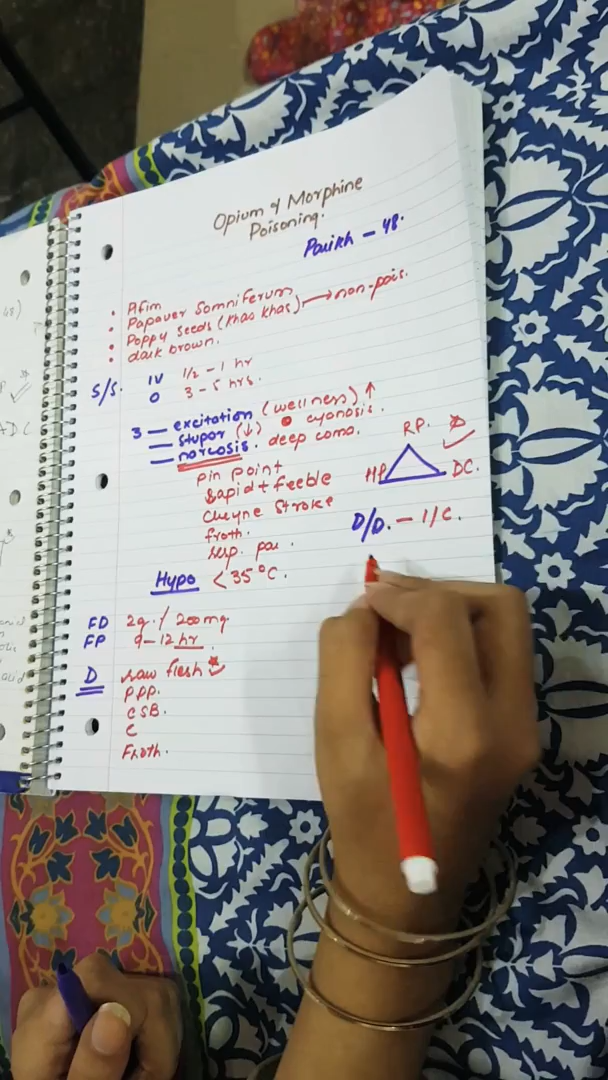 Opium & Morphine
Poisoning.
Parikh - 48.
• Afim
• Papaver Somniferum
• Poppy Seeds (khas khas) → non-pois.
• dark brown.
S/S. IV 1/2 - 1 hr
O 3 - 5 hrs.
3 — excitation (wellness) ↑
— stupor (↓) • cyanosis.
— narcosis. deep coma.
pin point
rapid + feeble
cheyne stroke
froth.
resp. par.
RP.
HP DC.
D/D. - I/C.
Hypo < 35°C.
FD 2g. / 200mg
FP 9-12 hr.
D raw flesh
PPP.
CSB.
C
Froth.